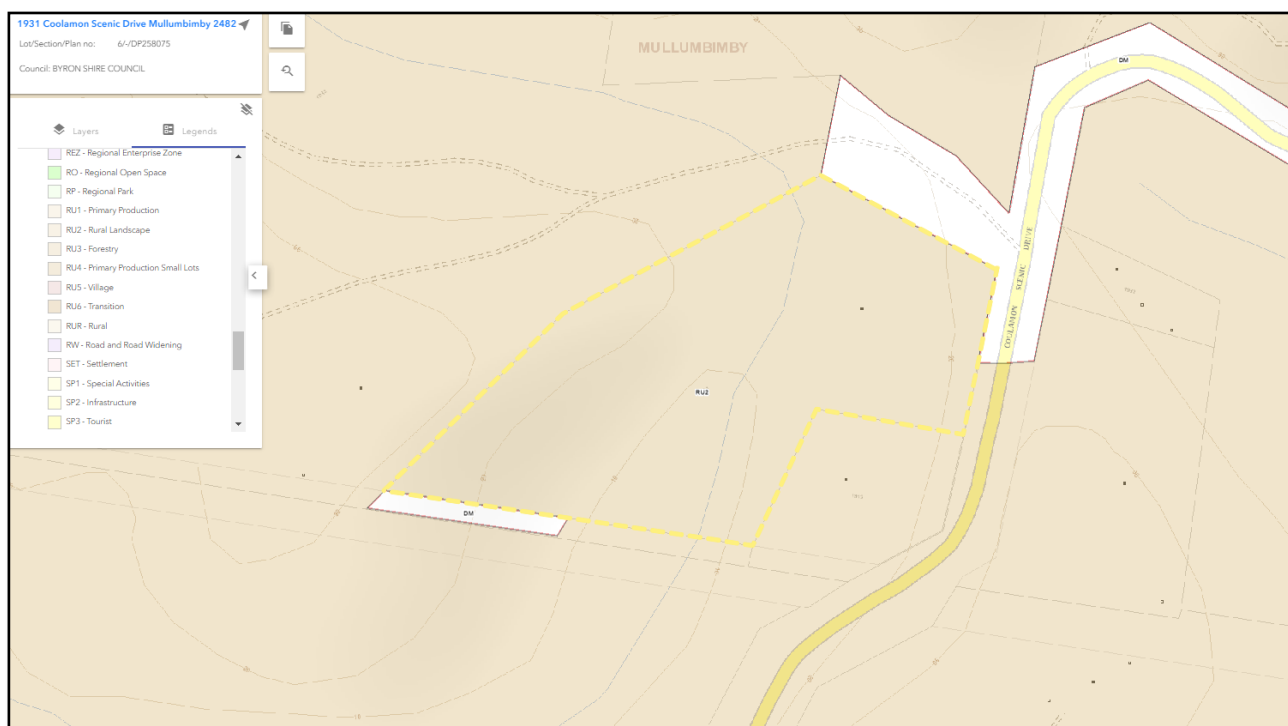 1931 Coolamon Scenic Drive Mullumbimby 2482
Lot/Section/Plan no: 6/-/DP258075
Council: BYRON SHIRE COUNCIL
Layers
Legends
REZ - Regional Enterprise Zone
RO - Regional Open Space
RP - Regional Park
RU1 - Primary Production
RU2 - Rural Landscape
RU3 - Forestry
RU4 - Primary Production Small Lots
RU5 - Village
RU6 - Transition
RUR - Rural
RW - Road and Road Widening
SET - Settlement
SP1 - Special Activities
SP2 - Infrastructure
SP3 - Tourist
MULLUMBIMBY
DM
COOLAMON SCENIC DRIVE
RU2
DM